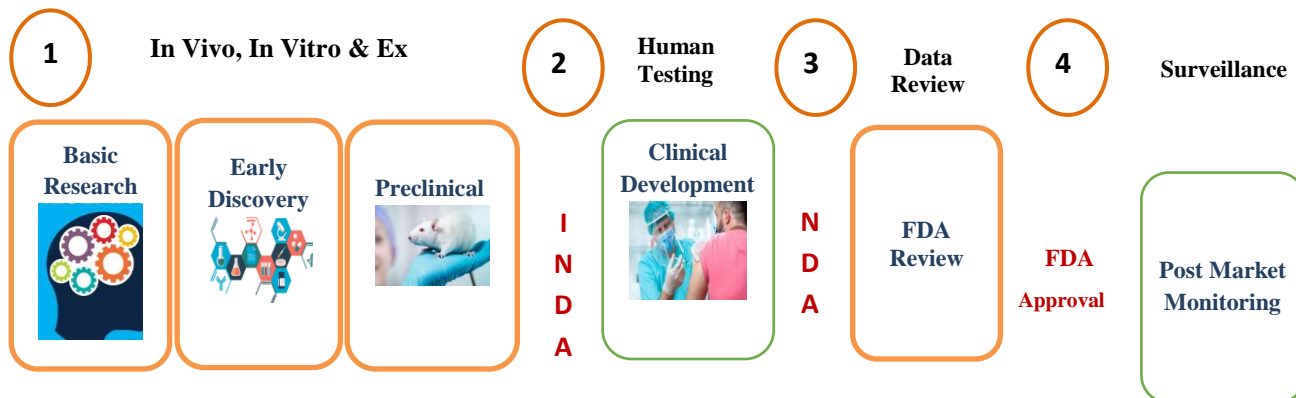 1
In Vivo, In Vitro & Ex
2
Human
Testing
3
Data
Review
4
Surveillance
Basic
Research
Early
Discovery
Preclinical
I
N
D
A
Clinical
Development
N
D
A
FDA
Review
FDA
Approval
Post Market
Monitoring